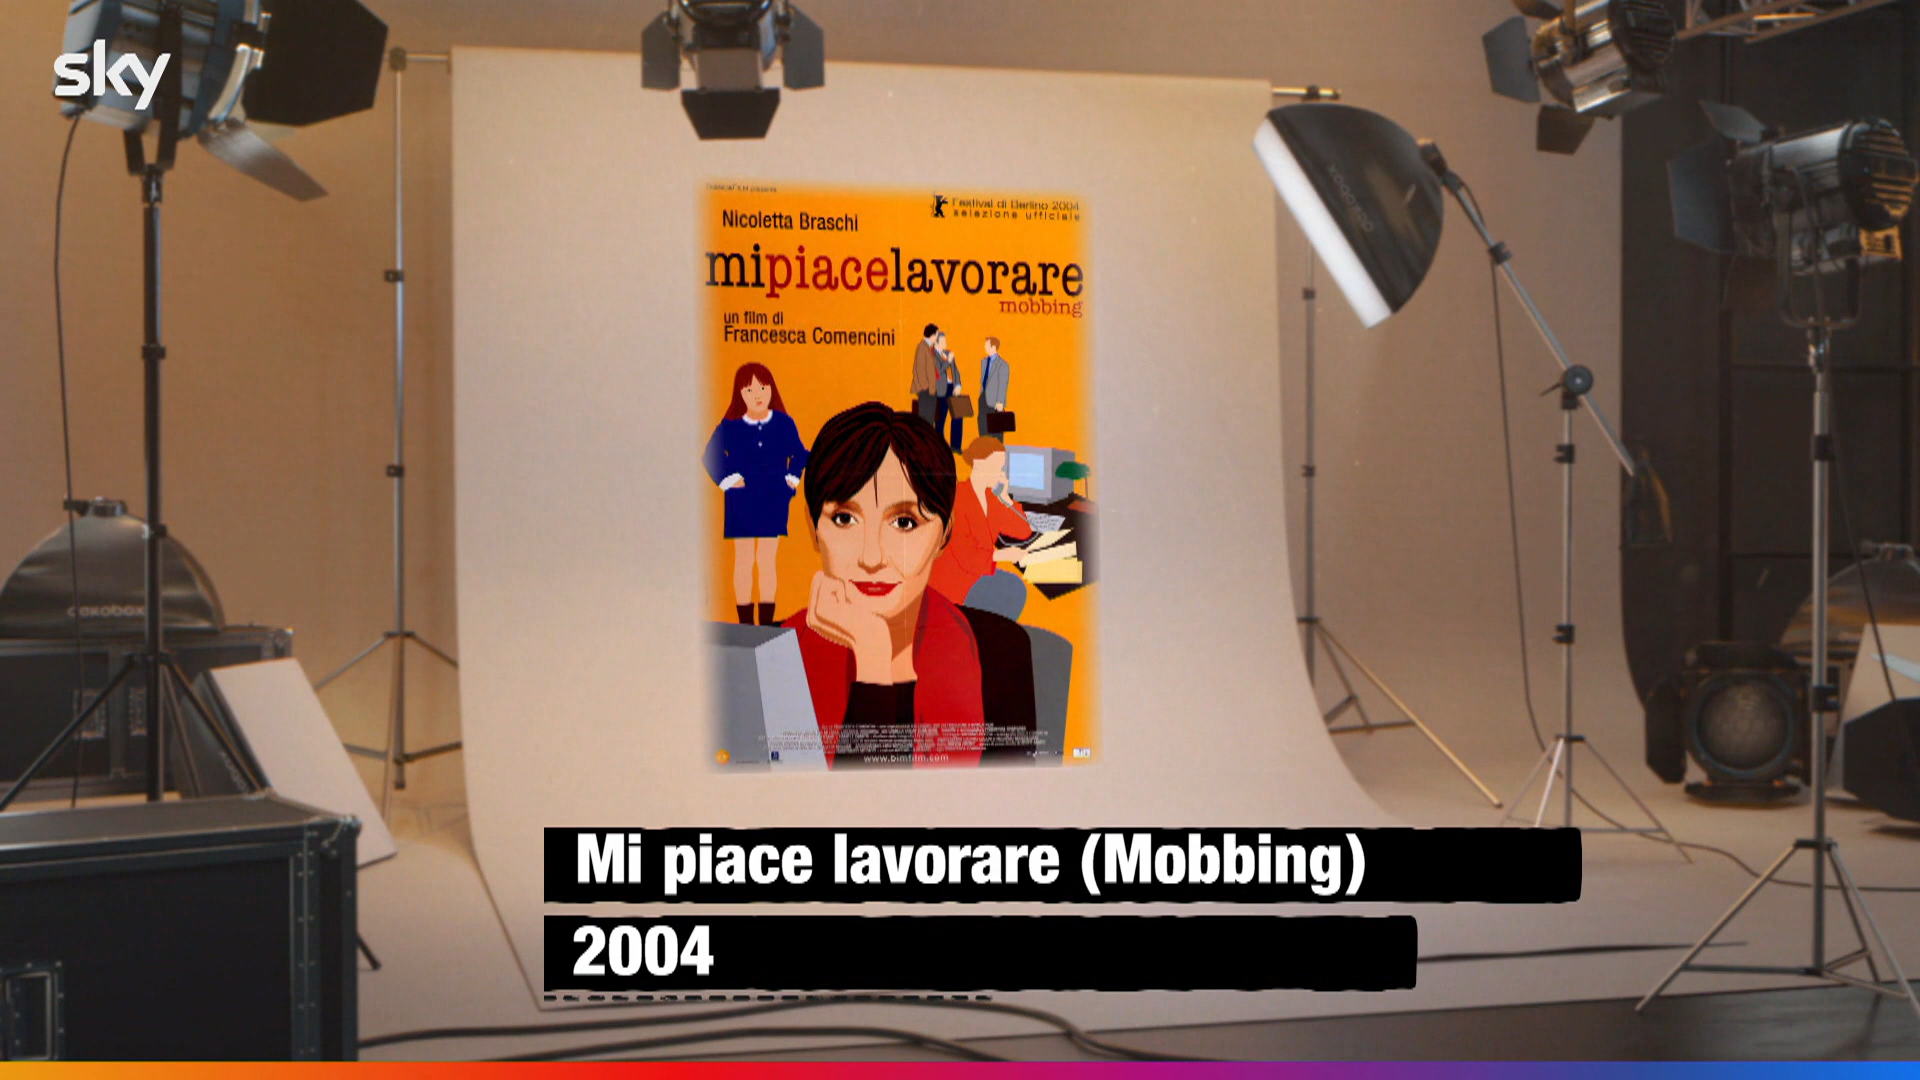 sky
Nicoletta Braschi
Festival di Berlino 2004
selezione ufficiale
mipiacelavorare
mobbing
un film di
Francesca Comencini
www.bimfilm.com
Mi piace lavorare (Mobbing)
2004